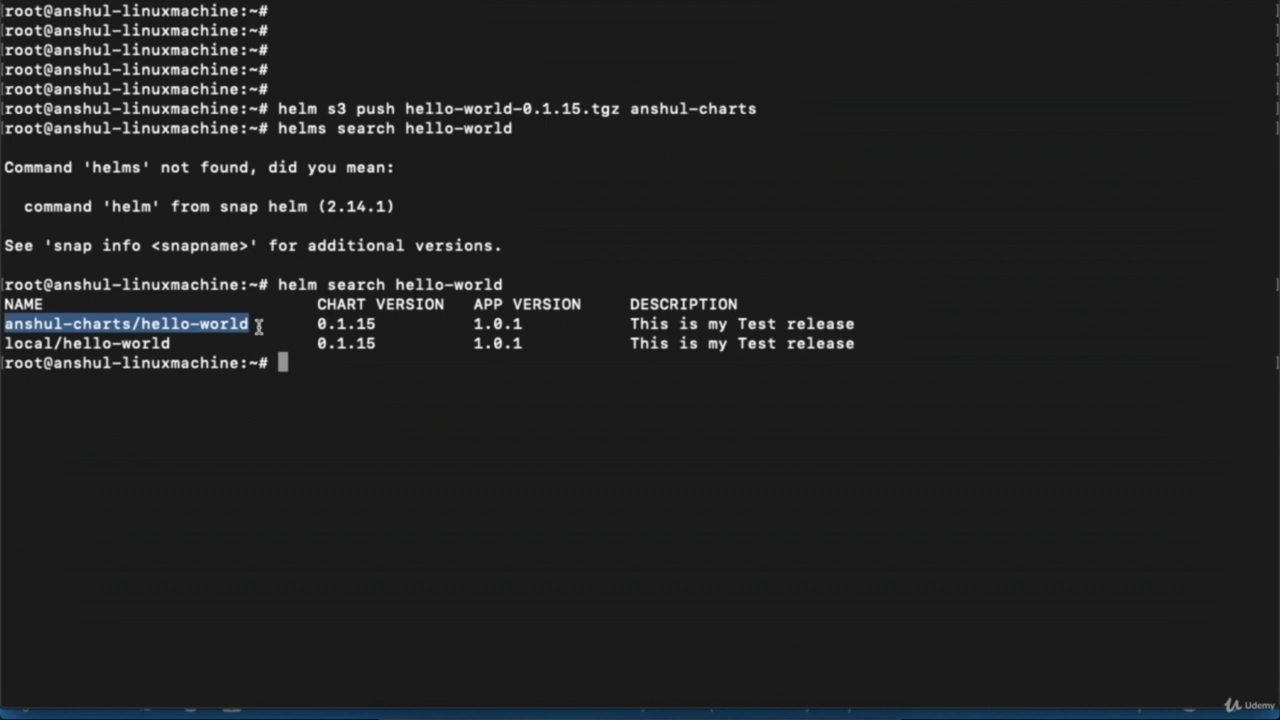 root@anshul-linuxmachine:~#
root@anshul-linuxmachine:~#
root@anshul-linuxmachine:~#
root@anshul-linuxmachine:~#
root@anshul-linuxmachine:~#
root@anshul-linuxmachine:~# helm s3 push hello-world-0.1.15.tgz anshul-charts
root@anshul-linuxmachine:~# helms search hello-world
Command 'helms' not found, did you mean:
command 'helm' from snap helm (2.14.1)
See 'snap info <snapname>' for additional versions.
root@anshul-linuxmachine:~# helm search hello-world
NAME CHART VERSION APP VERSION DESCRIPTION
anshul-charts/hello-world 0.1.15 1.0.1 This is my Test release
local/hello-world 0.1.15 1.0.1 This is my Test release
root@anshul-linuxmachine:~#
Udemy